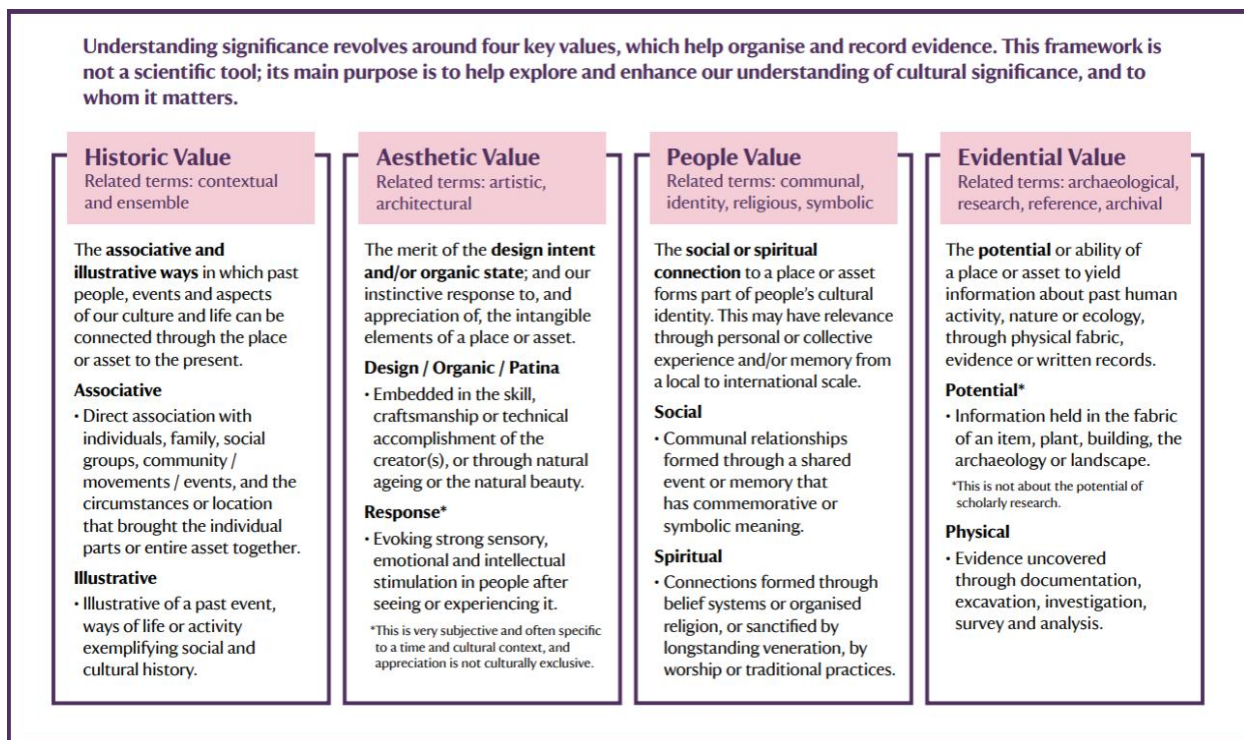 Understanding significance revolves around four key values, which help organise and record evidence. This framework is
not a scientific tool; its main purpose is to help explore and enhance our understanding of cultural significance, and to
whom it matters.
Historic Value
Related terms: contextual
and ensemble
The associative and
illustrative ways in which past
people, events and aspects
of our culture and life can be
connected through the place
or asset to the present.
Associative
• Direct association with
individuals, family, social
groups, community /
movements / events, and the
circumstances or location
that brought the individual
parts or entire asset together.
Illustrative
• Illustrative of a past event,
ways of life or activity
exemplifying social and
cultural history.
Aesthetic Value
Related terms: artistic,
architectural
The merit of the design intent
and/or organic state; and our
instinctive response to, and
appreciation of, the intangible
elements of a place or asset.
Design / Organic / Patina
• Embedded in the skill,
craftsmanship or technical
accomplishment of the
creator(s), or through natural
ageing or the natural beauty.
Response*
• Evoking strong sensory,
emotional and intellectual
stimulation in people after
seeing or experiencing it.
*This is very subjective and often specific
to a time and cultural context, and
appreciation is not culturally exclusive.
People Value
Related terms: communal,
identity, religious, symbolic
The social or spiritual
connection to a place or asset
forms part of people's cultural
identity. This may have relevance
through personal or collective
experience and/or memory from
a local to international scale.
Social
• Communal relationships
formed through a shared
event or memory that
has commemorative or
symbolic meaning.
Spiritual
• Connections formed through
belief systems or organised
religion, or sanctified by
longstanding veneration, by
worship or traditional practices.
Evidential Value
Related terms: archaeological,
research, reference, archival
The potential or ability of
a place or asset to yield
information about past human
activity, nature or ecology,
through physical fabric,
evidence or written records.
Potential*
• Information held in the fabric
of an item, plant, building, the
archaeology or landscape.
*This is not about the potential of
scholarly research.
Physical
• Evidence uncovered
through documentation,
excavation, investigation,
survey and analysis.